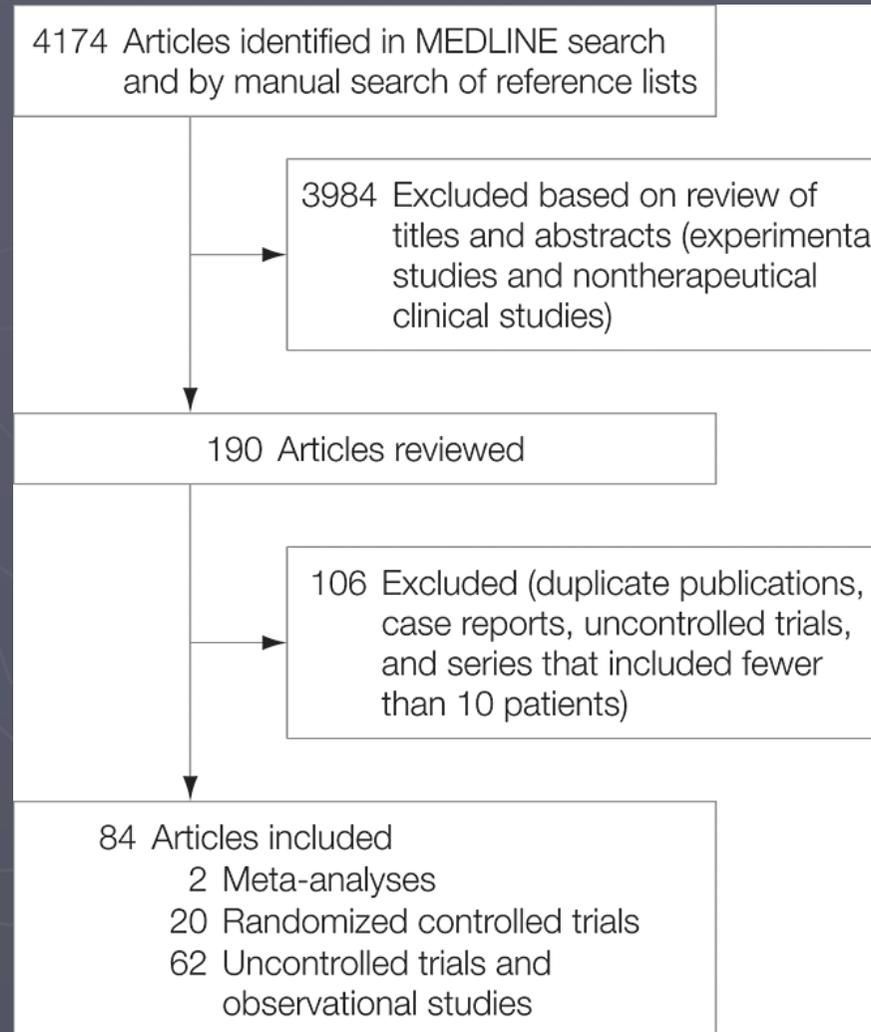 4174 Articles identified in MEDLINE search
and by manual search of reference lists
3984 Excluded based on review of
titles and abstracts (experimenta
studies and nontherapeutical
clinical studies)
190 Articles reviewed
106 Excluded (duplicate publications,
case reports, uncontrolled trials,
and series that included fewer
than 10 patients)
84 Articles included
2 Meta-analyses
20 Randomized controlled trials
62 Uncontrolled trials and
observational studies